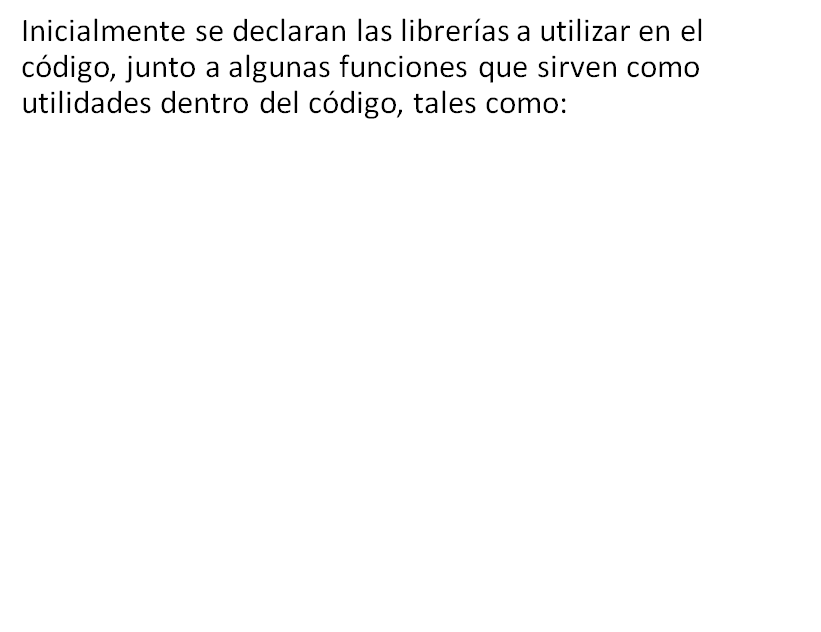 Inicialmente se declaran las librerías a utilizar en el
código, junto a algunas funciones que sirven como
utilidades dentro del código, tales como: